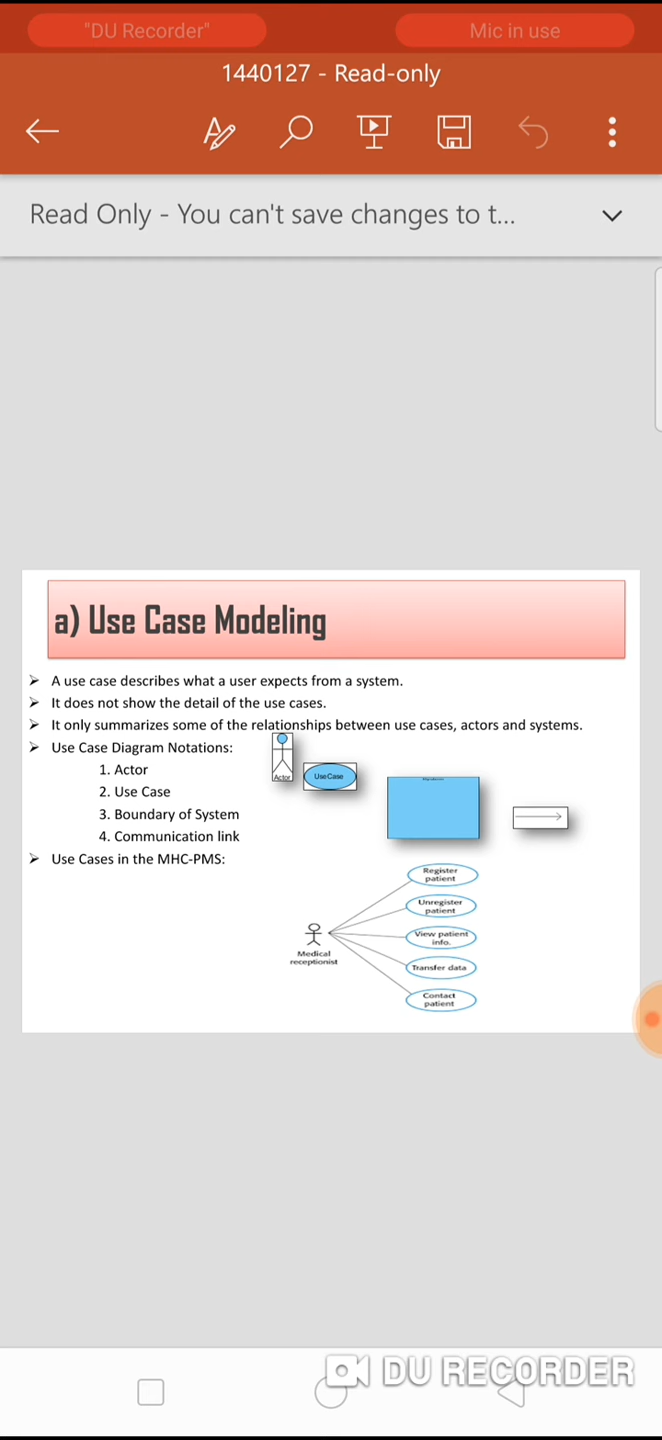 "DU Recorder"
Mic in use
1440127 - Read-only
Read Only - You can't save changes to t...
a) Use Case Modeling
➢ A use case describes what a user expects from a system.
➢ It does not show the detail of the use cases.
➢ It only summarizes some of the relationships between use cases, actors and systems.
➢ Use Case Diagram Notations:
1. Actor
2. Use Case
3. Boundary of System
4. Communication link
Actor
UseCase
➢ Use Cases in the MHC-PMS:
Medical
receptionist
Register
patient
Unregister
patient
View patient
info.
Transfer data
Contact
patient
DU RECORDER